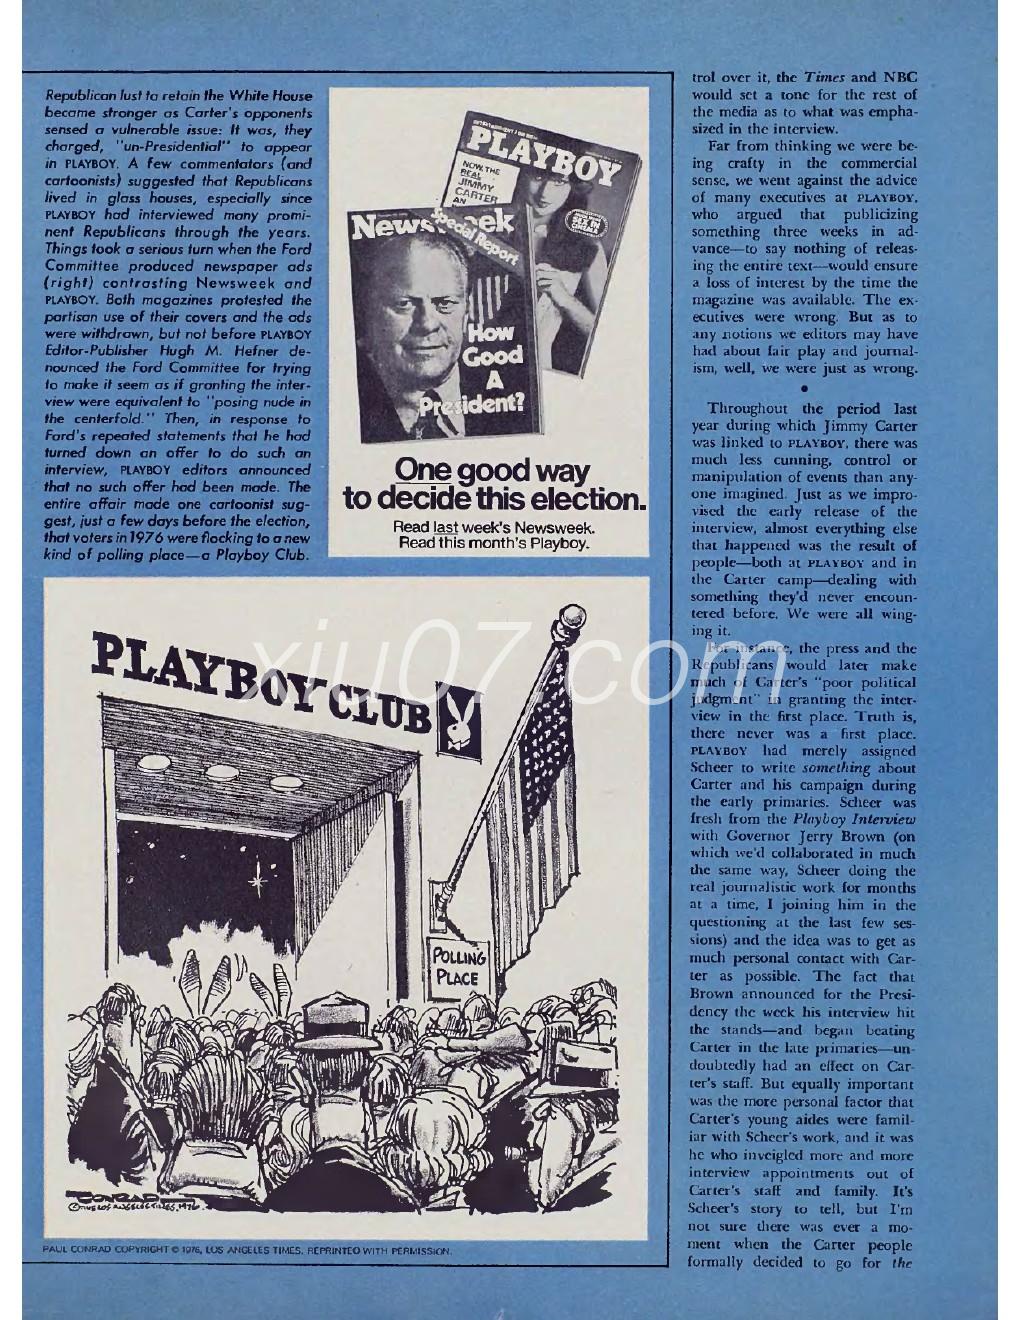 Republican lust to retain the White House
became stronger as Carter's opponents
sensed a vulnerable issue: It was, they
charged, "un-Presidential" to appear
in PLAYBOY. A few commentators (and
cartoonists) suggested that Republicans
lived in glass houses, especially since
PLAYBOY had interviewed many promi-
nent Republicans through the years.
Things took a serious turn when the Ford
Committee produced newspaper ads
(right) contrasting Newsweek and
PLAYBOY. Both magazines protested the
partisan use of their covers and the ads
were withdrawn, but not before PLAYBOY
Editor-Publisher Hugh M. Hefner de-
nounced the Ford Committee for trying
to make it seem as if granting the inter-
view were equivalent to "posing nude in
the centerfold." Then, in response to
Ford's repeated statements that he had
turned down an offer to do such an
interview, PLAYBOY editors announced
that no such offer had been made. The
entire affair made one cartoonist sug-
gest, just a few days before the election,
that voters in 1976 were flocking to a new
kind of polling place—a Playboy Club.
PLAYBOY
NOW, THE
REAL
JIMMY
CARTER
AN
SEX IN
CINEMA
Newsweek
Special Report
How
Good
A
President?
One good way
to decide this election.
Read last week's Newsweek.
Read this month's Playboy.
PLAYBOY CLUB
POLLING
PLACE
CONRAD
© THE LOS ANGELES TIMES, 1976
PAUL CONRAD COPYRIGHT © 1976, LOS ANGELES TIMES. REPRINTED WITH PERMISSION.
trol over it, the Times and NBC
would set a tone for the rest of
the media as to what was empha-
sized in the interview.
Far from thinking we were be-
ing crafty in the commercial
sense, we went against the advice
of many executives at PLAYBOY,
who argued that publicizing
something three weeks in ad-
vance—to say nothing of releas-
ing the entire text—would ensure
a loss of interest by the time the
magazine was available. The ex-
ecutives were wrong. But as to
any notions we editors may have
had about fair play and journal-
ism, well, we were just as wrong.
•
Throughout the period last
year during which Jimmy Carter
was linked to PLAYBOY, there was
much less cunning, control or
manipulation of events than any-
one imagined. Just as we impro-
vised the early release of the
interview, almost everything else
that happened was the result of
people—both at PLAYBOY and in
the Carter camp—dealing with
something they'd never encoun-
tered before. We were all wing-
ing it.
For instance, the press and the
Republicans would later make
much of Carter's "poor political
judgment" in granting the inter-
view in the first place. Truth is,
there never was a first place.
PLAYBOY had merely assigned
Scheer to write something about
Carter and his campaign during
the early primaries. Scheer was
fresh from the Playboy Interview
with Governor Jerry Brown (on
which we'd collaborated in much
the same way, Scheer doing the
real journalistic work for months
at a time, I joining him in the
questioning at the last few ses-
sions) and the idea was to get as
much personal contact with Car-
ter as possible. The fact that
Brown announced for the Presi-
dency the week his interview hit
the stands—and began beating
Carter in the late primaries—un-
doubtedly had an effect on Car-
ter's staff. But equally important
was the more personal factor that
Carter's young aides were famil-
iar with Scheer's work, and it was
he who inveigled more and more
interview appointments out of
Carter's staff and family. It's
Scheer's story to tell, but I'm
not sure there was ever a mo-
ment when the Carter people
formally decided to go for the
xiu07.com